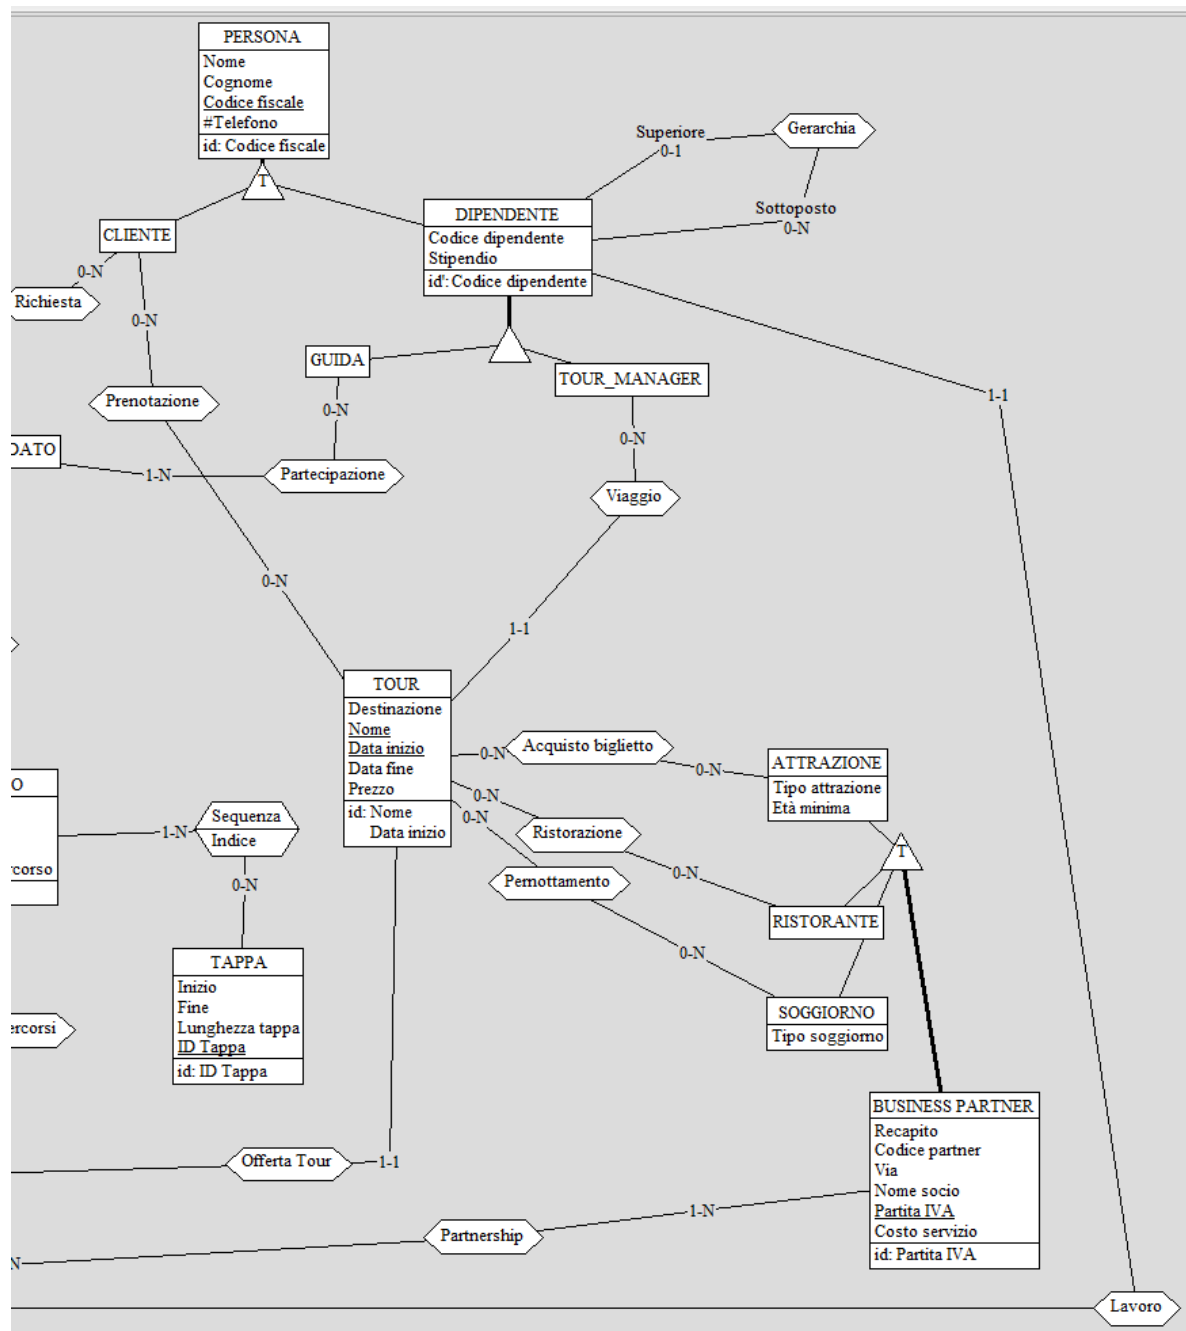 PERSONA
Nome
Cognome
Codice fiscale
#Telefono
id: Codice fiscale
T
Superiore
0-1
Gerarchia
Sottoposto
0-N
CLIENTE
DIPENDENTE
Codice dipendente
Stipendio
id': Codice dipendente
0-N
Richiesta
0-N
GUIDA
TOUR_MANAGER
Prenotazione
0-N
0-N
1-1
DATO
1-N
Partecipazione
Viaggio
0-N
1-1
TOUR
Destinazione
Nome
Data inizio
Data fine
Prezzo
id: Nome
Data inizio
0-N
Acquisto biglietto
0-N
ATTRAZIONE
Tipo attrazione
Età minima
0-N
0-N
Ristorazione
T
O
1-N
Sequenza
Indice
rcorso
0-N
Pernottamento
0-N
RISTORANTE
0-N
TAPPA
Inizio
Fine
Lunghezza tappa
ID Tappa
id: ID Tappa
SOGGIORNO
Tipo soggiorno
ercorsi
BUSINESS PARTNER
Recapito
Codice partner
Via
Nome socio
Partita IVA
Costo servizio
id: Partita IVA
Offerta Tour
1-1
1-N
Partnership
N
Lavoro